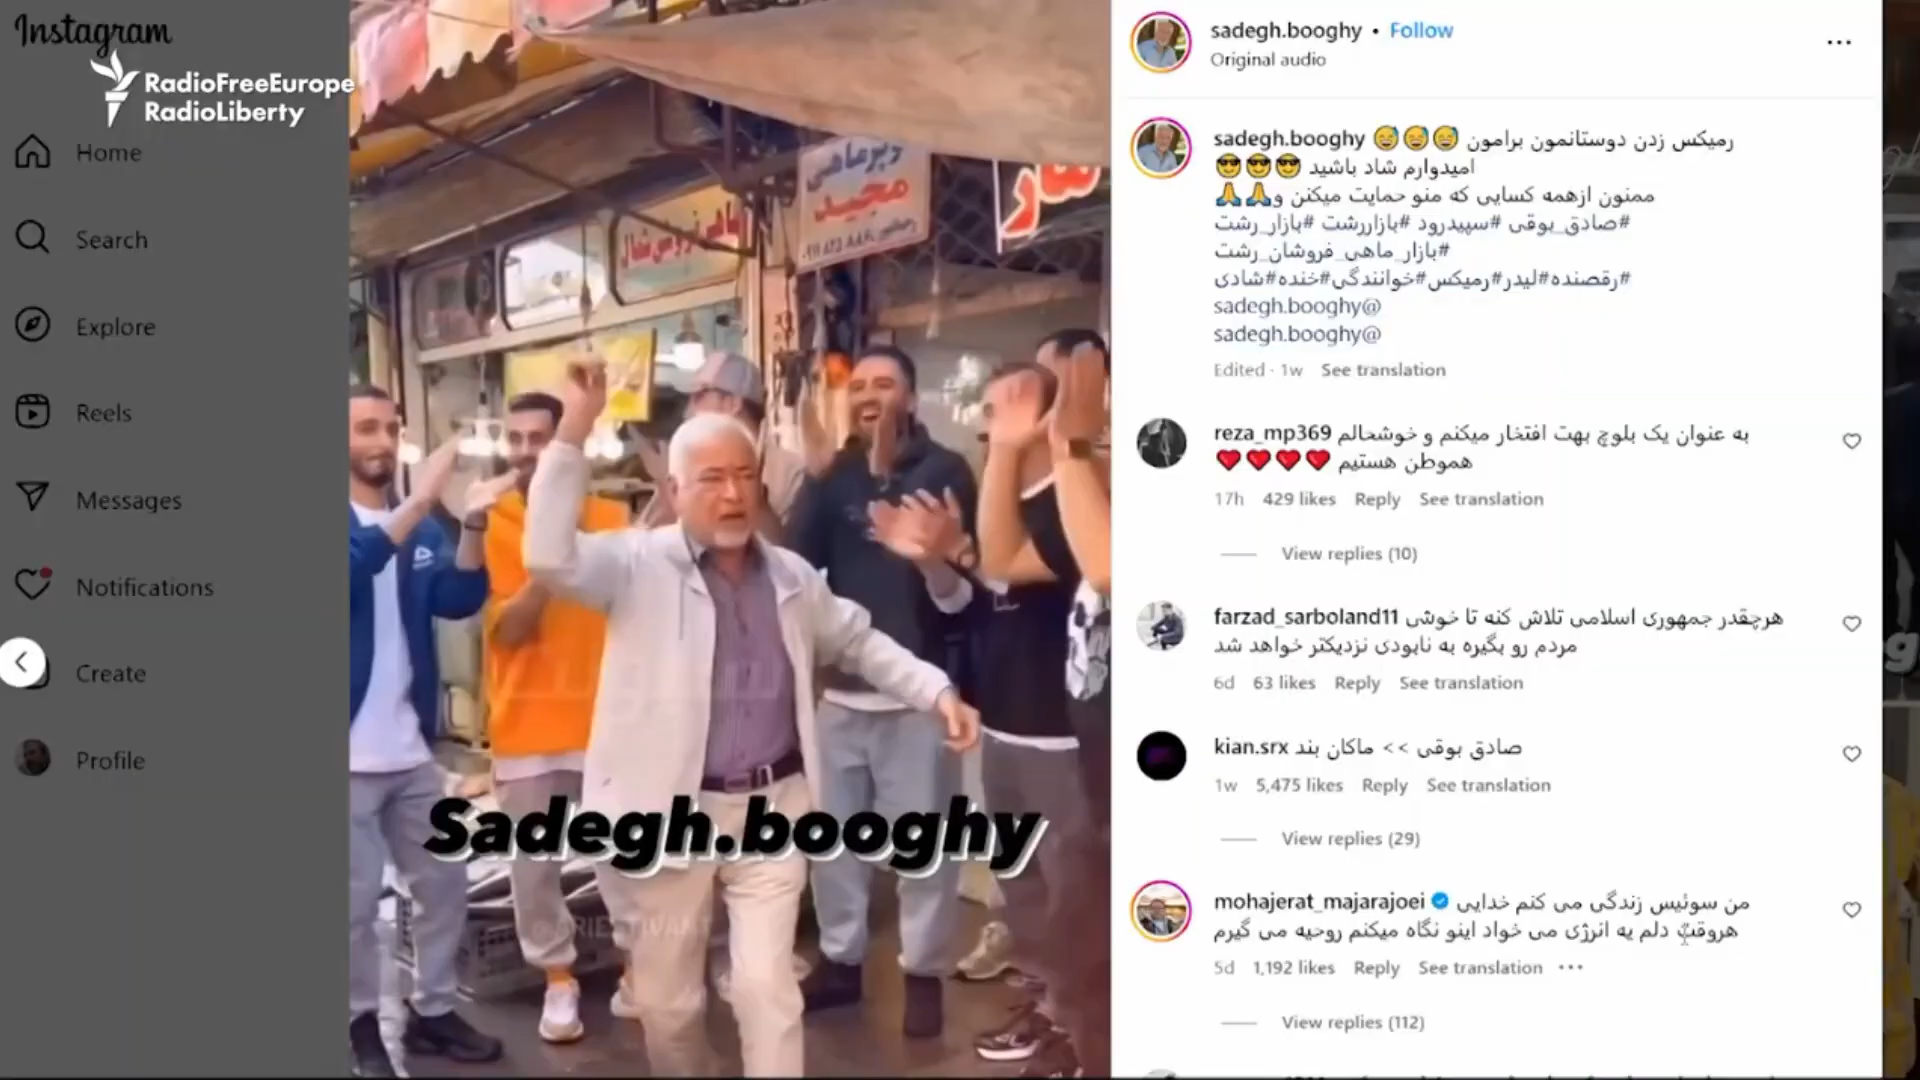 Instagram
RadioFreeEurope
RadioLiberty
Home
Search
Explore
Reels
Messages
Notifications
Create
Profile
مجید
ماهی فروشی شمال
Sadegh.booghy
sadegh.booghy • Follow
Original audio
sadegh.booghy 😅😅😅 رمیکس زدن دوستانمون برامون
امیدوارم شاد باشید 😎😎😎
ممنون ازهمه کسایی که منو حمایت میکنن و🙏🙏
#صادق_بوقی #سپیدرود #بازاررشت #بازار_رشت
#بازار_ماهی_فروشان_رشت
#رقصنده#لیدر#رمیکس#خوانندگی#خنده#شادی
sadegh.booghy@
sadegh.booghy@
Edited · 1w See translation
reza_mp369 به عنوان یک بلوچ بهت افتخار میکنم و خوشحالم
هموطن هستیم ❤️❤️❤️❤️
17h 429 likes Reply See translation
View replies (10)
farzad_sarboland11 هرچقدر جمهوری اسلامی تلاش کنه تا خوشی
مردم رو بگیره به نابودی نزدیکتر خواهد شد
6d 63 likes Reply See translation
kian.srx صادق بوقی >> ماکان بند
1w 5,475 likes Reply See translation
View replies (29)
mohajerat_majarajoei من سوئیس زندگی می کنم خدایی
هروقت دلم یه انرژی می خواد اینو نگاه میکنم روحیه می گیرم
5d 1,192 likes Reply See translation •••
View replies (112)